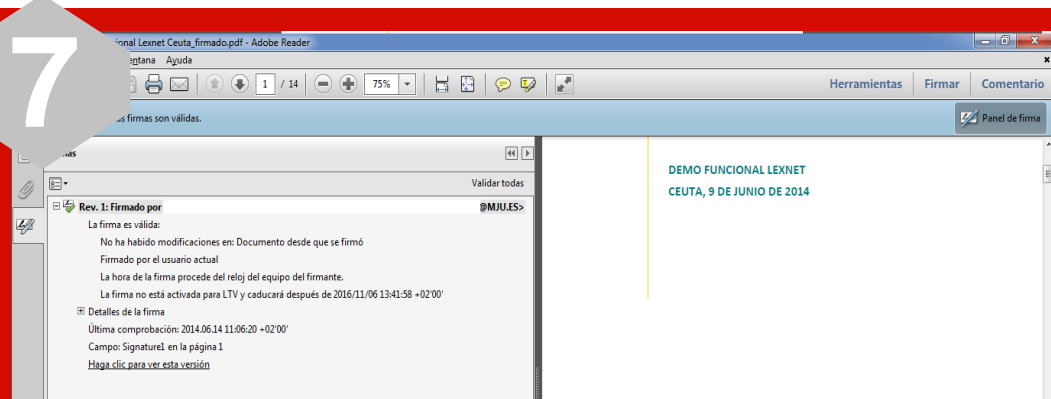 7
onal Lexnet Ceuta_firmado.pdf - Adobe Reader
entana Ayuda
1 / 14 75% Herramientas Firmar Comentario
firmas son válidas. Panel de firma
Validar todas
Rev. 1: Firmado por @MJU.ES>
La firma es válida:
No ha habido modificaciones en: Documento desde que se firmó
Firmado por el usuario actual
La hora de la firma procede del reloj del equipo del firmante.
La firma no está activada para LTV y caducará después de 2016/11/06 13:41:58 +02'00'
Detalles de la firma
Última comprobación: 2014.06.14 11:06:20 +02'00'
Campo: Signature1 en la página 1
Haga clic para ver esta versión
DEMO FUNCIONAL LEXNET
CEUTA, 9 DE JUNIO DE 2014